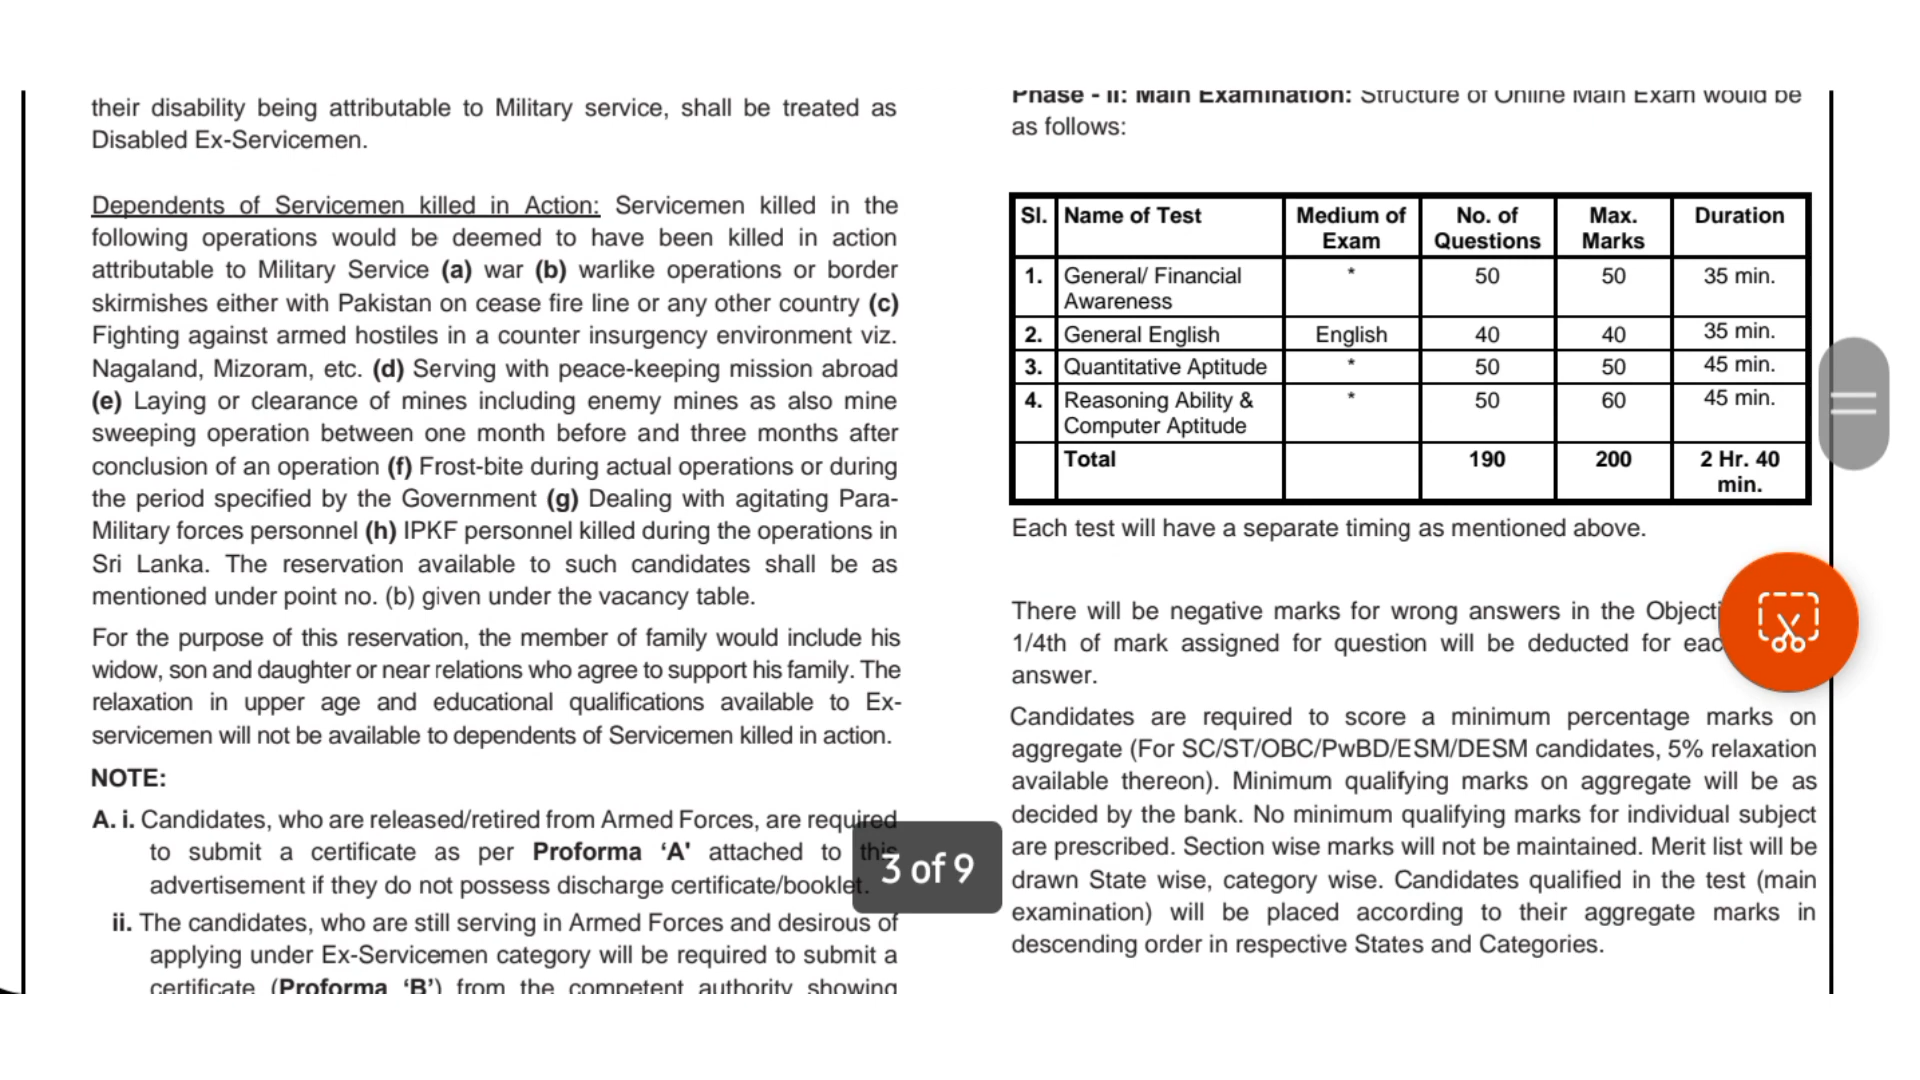 their disability being attributable to Military service, shall be treated as
Disabled Ex-Servicemen.
Dependents of Servicemen killed in Action: Servicemen killed in the
following operations would be deemed to have been killed in action
attributable to Military Service (a) war (b) warlike operations or border
skirmishes either with Pakistan on cease fire line or any other country (c)
Fighting against armed hostiles in a counter insurgency environment viz.
Nagaland, Mizoram, etc. (d) Serving with peace-keeping mission abroad
(e) Laying or clearance of mines including enemy mines as also mine
sweeping operation between one month before and three months after
conclusion of an operation (f) Frost-bite during actual operations or during
the period specified by the Government (g) Dealing with agitating Para-
Military forces personnel (h) IPKF personnel killed during the operations in
Sri Lanka. The reservation available to such candidates shall be as
mentioned under point no. (b) given under the vacancy table.
For the purpose of this reservation, the member of family would include his
widow, son and daughter or near relations who agree to support his family. The
relaxation in upper age and educational qualifications available to Ex-
servicemen will not be available to dependents of Servicemen killed in action.
NOTE:
A. i. Candidates, who are released/retired from Armed Forces, are required
to submit a certificate as per Proforma ‘A' attached to this
advertisement if they do not possess discharge certificate/booklet.
ii. The candidates, who are still serving in Armed Forces and desirous of
applying under Ex-Servicemen category will be required to submit a
certificate (Proforma ‘B’) from the competent authority showing
3 of 9
Phase - II: Main Examination: Structure of Online Main Exam would be
as follows:
Sl. Name of Test Medium of Exam No. of Questions Max. Marks Duration
1. General/ Financial Awareness * 50 50 35 min.
2. General English English 40 40 35 min.
3. Quantitative Aptitude * 50 50 45 min.
4. Reasoning Ability & Computer Aptitude * 50 60 45 min.
Total 190 200 2 Hr. 40 min.
Each test will have a separate timing as mentioned above.
There will be negative marks for wrong answers in the Objecti
1/4th of mark assigned for question will be deducted for eac
answer.
Candidates are required to score a minimum percentage marks on
aggregate (For SC/ST/OBC/PwBD/ESM/DESM candidates, 5% relaxation
available thereon). Minimum qualifying marks on aggregate will be as
decided by the bank. No minimum qualifying marks for individual subject
are prescribed. Section wise marks will not be maintained. Merit list will be
drawn State wise, category wise. Candidates qualified in the test (main
examination) will be placed according to their aggregate marks in
descending order in respective States and Categories.